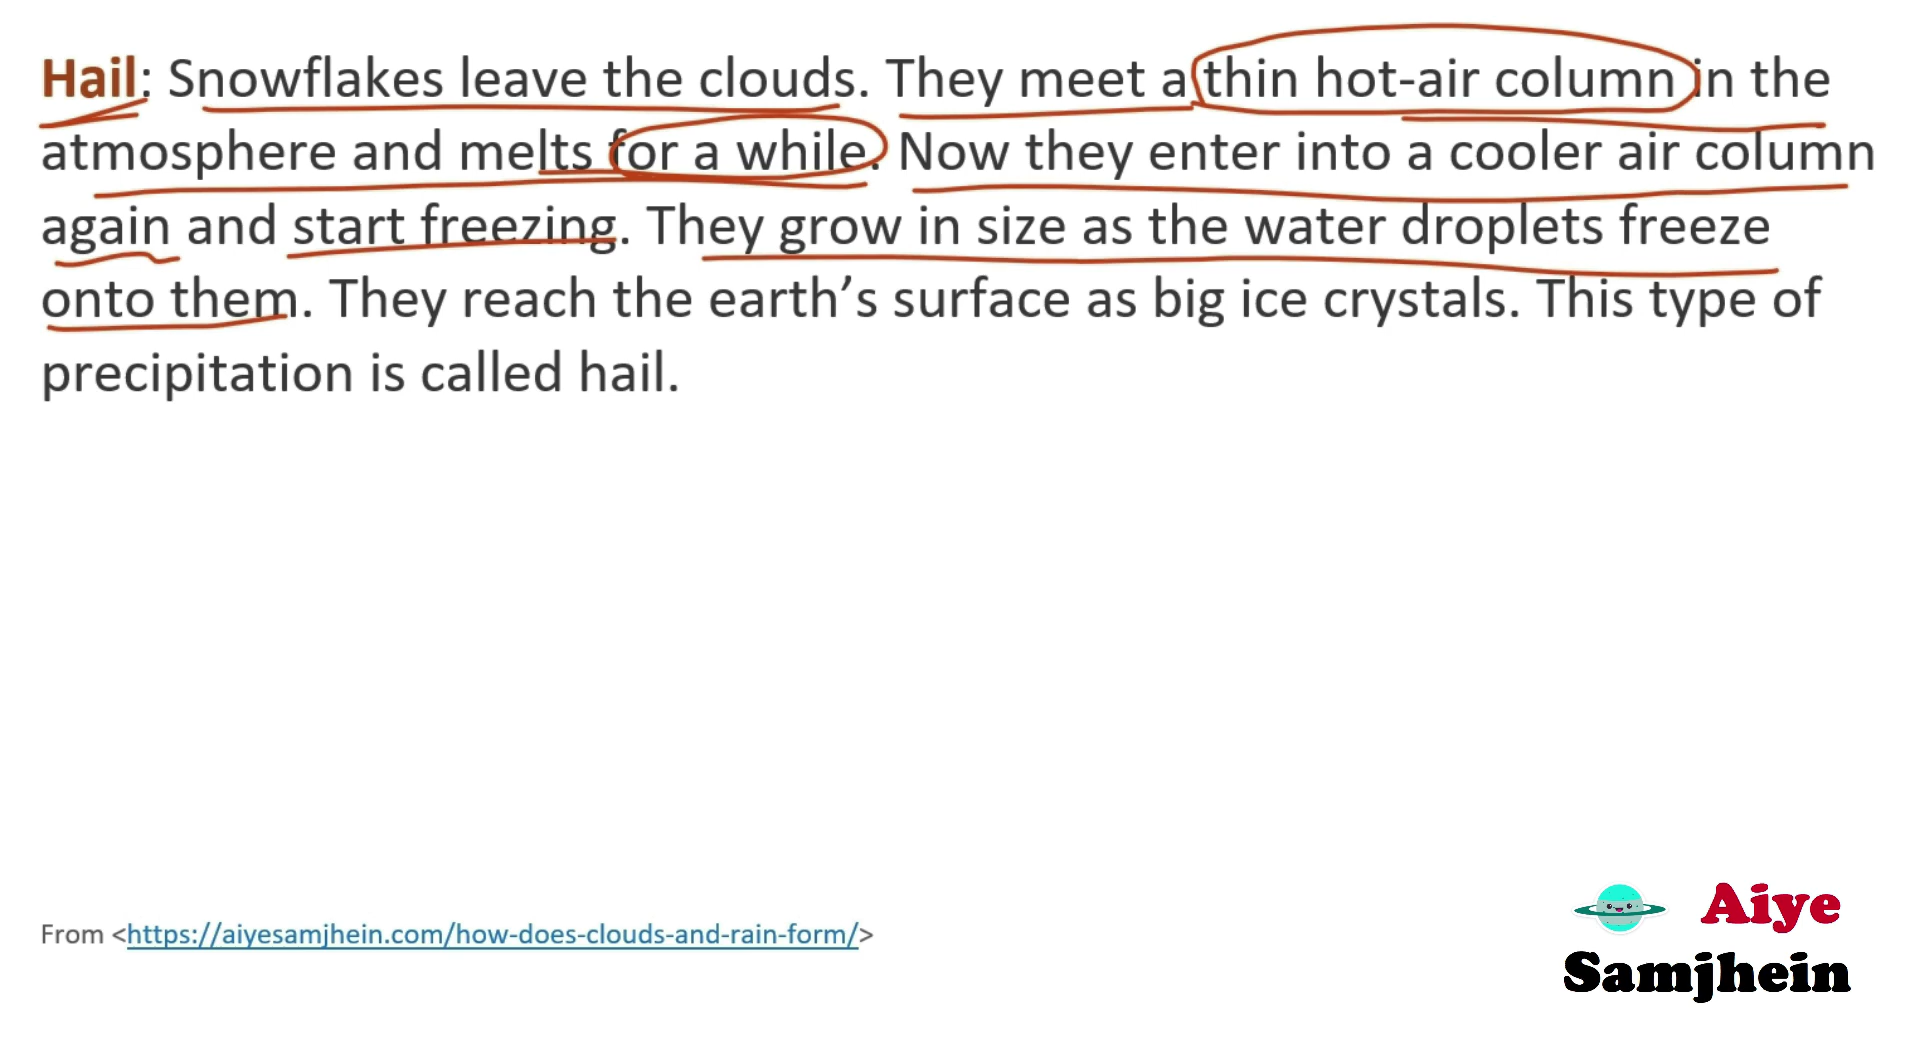 Hail: Snowflakes leave the clouds. They meet a thin hot-air column in the
atmosphere and melts for a while. Now they enter into a cooler air column
again and start freezing. They grow in size as the water droplets freeze
onto them. They reach the earth’s surface as big ice crystals. This type of
precipitation is called hail.
From <https://aiyesamjhein.com/how-does-clouds-and-rain-form/>
Aiye
Samjhein